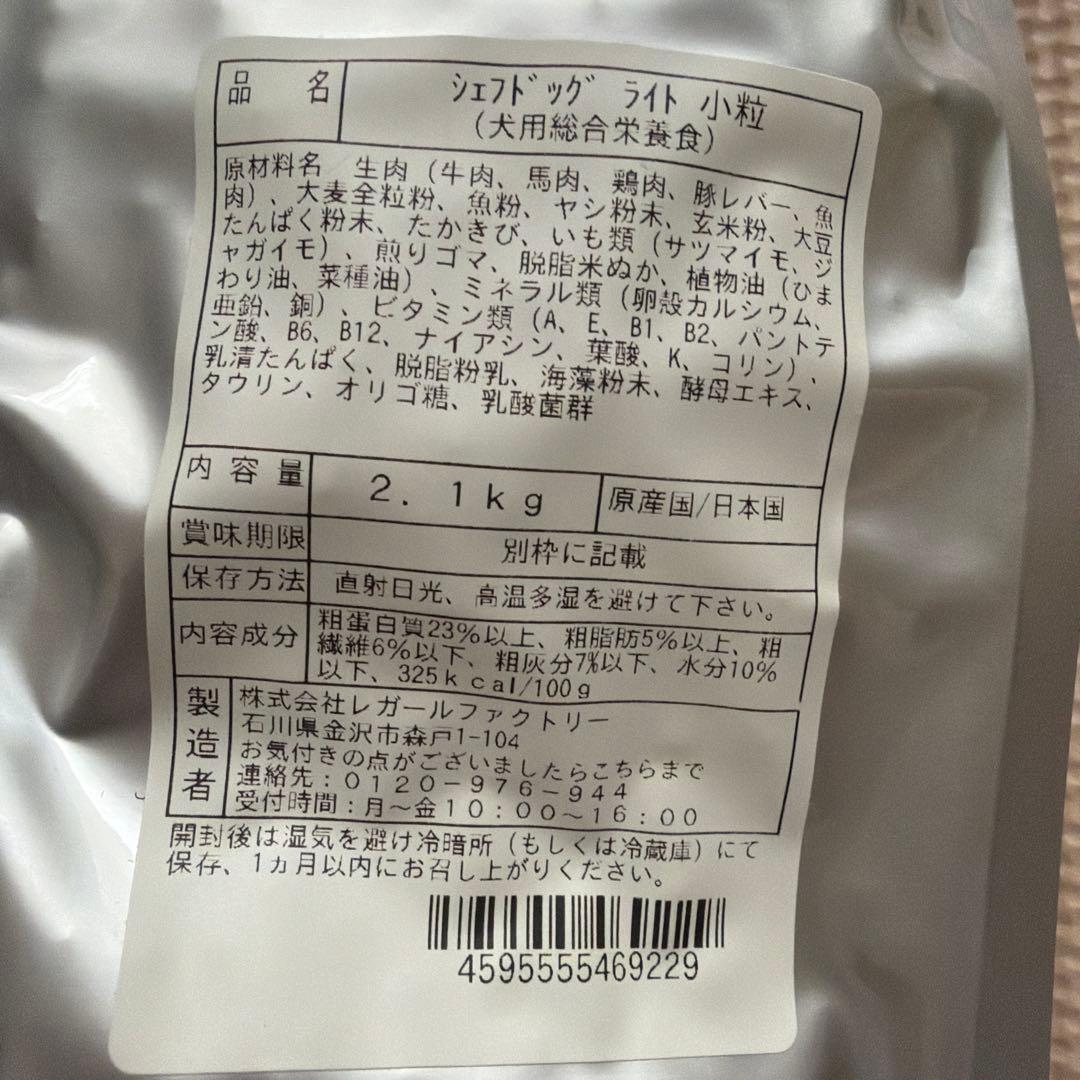 品名 シェフドッグ ライト 小粒
(犬用総合栄養食)
原材料名 生肉(牛肉、馬肉、鶏肉、豚レバー、魚
肉)、大麦全粒粉、魚粉、ヤシ粉末、玄米粉、大豆
たんぱく粉末、たかきび、いも類(サツマイモ、ジ
ャガイモ)、煎りゴマ、脱脂米ぬか、植物油(ひま
わり油、菜種油)、ミネラル類(卵殻カルシウム、
亜鉛、銅)、ビタミン類(A、E、B1、B2、パントテ
ン酸、B6、B12、ナイアシン、葉酸、K、コリン)、
乳清たんぱく、脱脂粉乳、海藻粉末、酵母エキス、
タウリン、オリゴ糖、乳酸菌群
内容量 2.1kg 原産国/日本国
賞味期限 別枠に記載
保存方法 直射日光、高温多湿を避けて下さい。
内容成分 粗蛋白質23%以上、粗脂肪5%以上、粗
繊維6%以下、粗灰分7%以下、水分10%
以下、325kcal/100g
製造者 株式会社レガールファクトリー
石川県金沢市森戸1-104
お気付きの点がございましたらこちらまで
連絡先:0120-976-944
受付時間:月～金10:00～16:00
開封後は湿気を避け冷暗所(もしくは冷蔵庫)にて
保存、1ヵ月以内にお召し上がりください。
4595555469229